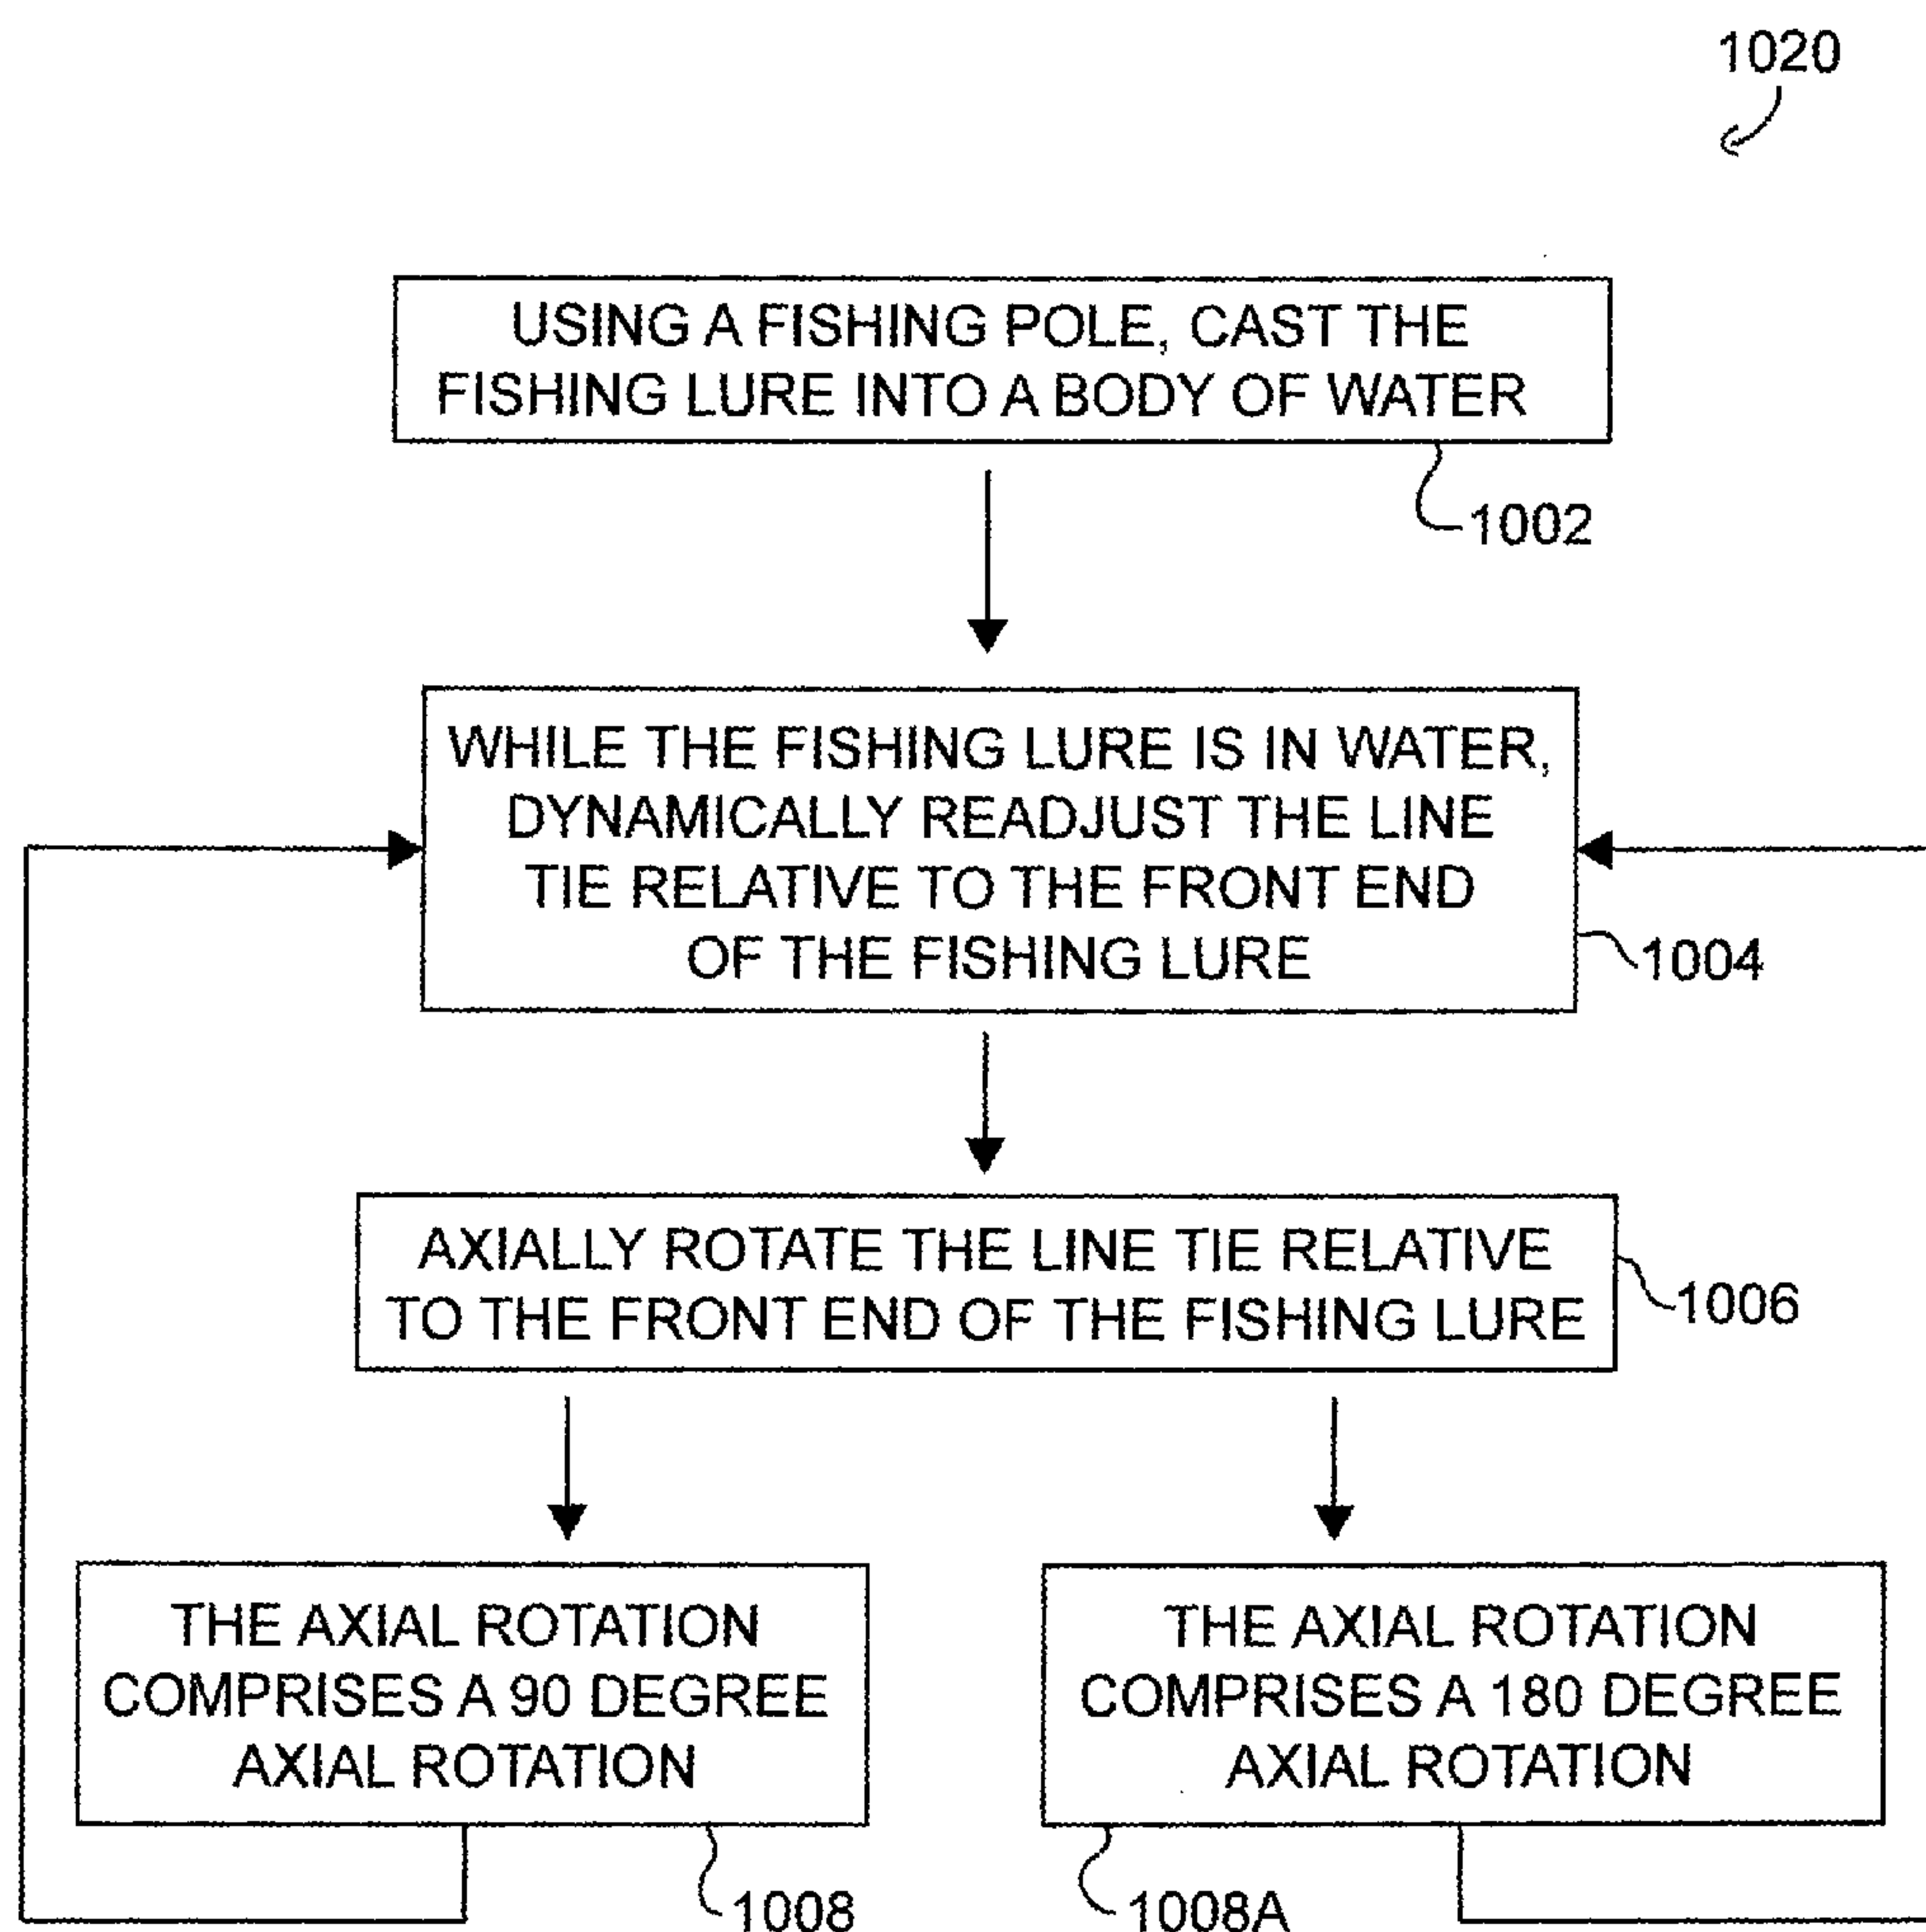 1020
USING A FISHING POLE, CAST THE
FISHING LURE INTO A BODY OF WATER
1002
WHILE THE FISHING LURE IS IN WATER,
DYNAMICALLY READJUST THE LINE
TIE RELATIVE TO THE FRONT END
OF THE FISHING LURE
1004
AXIALLY ROTATE THE LINE TIE RELATIVE
TO THE FRONT END OF THE FISHING LURE
1006
THE AXIAL ROTATION
COMPRISES A 90 DEGREE
AXIAL ROTATION
1008
THE AXIAL ROTATION
COMPRISES A 180 DEGREE
AXIAL ROTATION
1008A